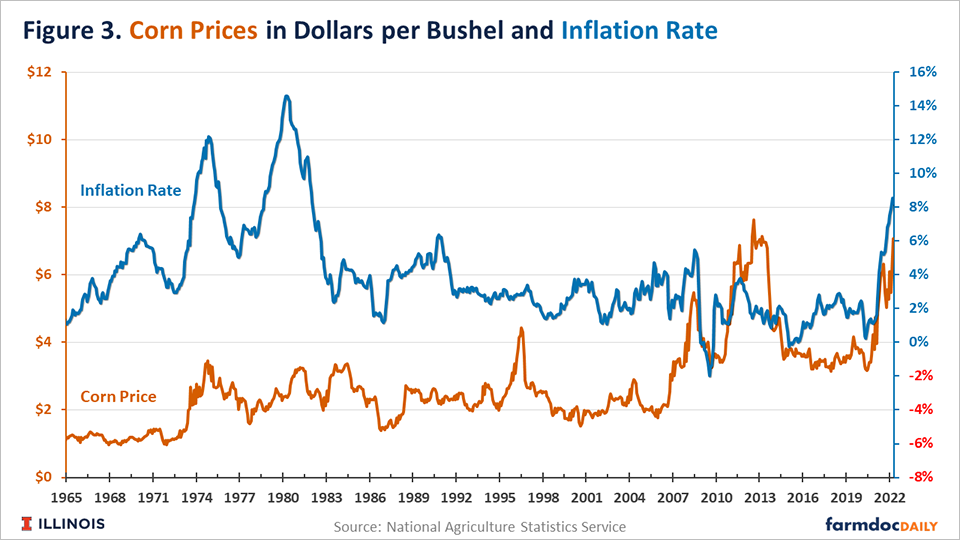 Figure 3. Corn Prices in Dollars per Bushel and Inflation Rate
$12
$10
$8
$6
$4
$2
$0
16%
14%
12%
10%
8%
6%
4%
2%
0%
-2%
-4%
-6%
-8%
Inflation Rate
Corn Price
1965 1968 1971 1974 1977 1980 1983 1986 1989 1992 1995 1998 2001 2004 2007 2010 2013 2016 2019 2022
I ILLINOIS
Source: National Agriculture Statistics Service
farmdocDAILY